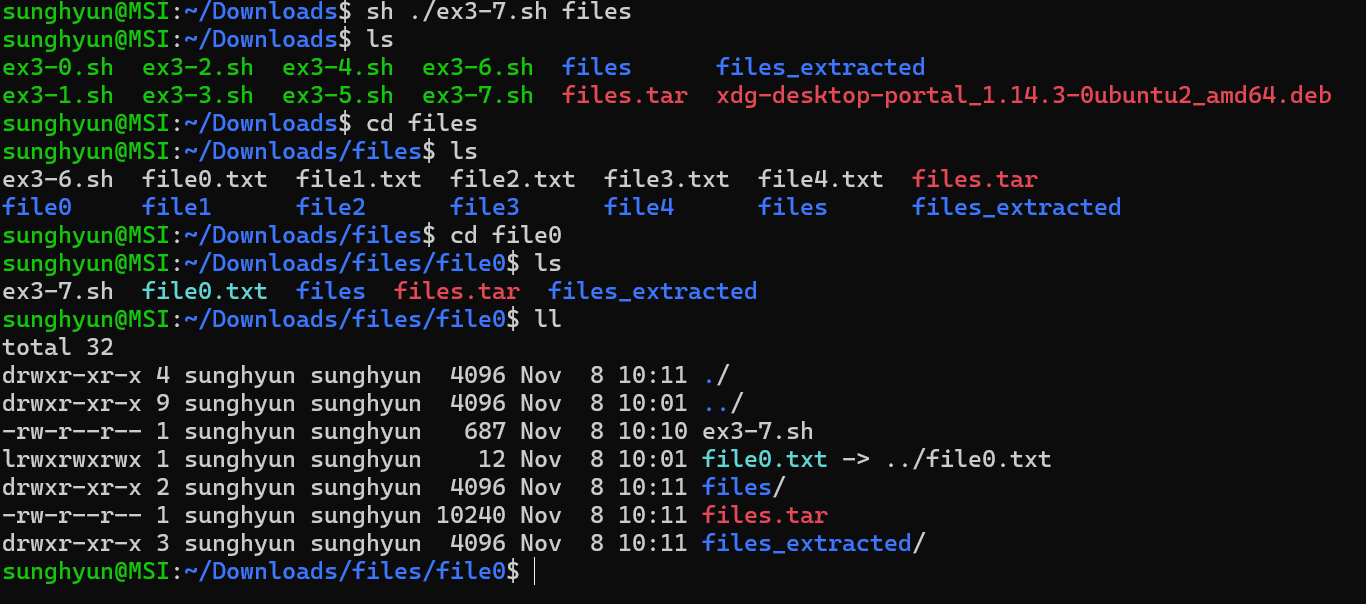 sunghyun@MSI:~/Downloads$ sh ./ex3-7.sh files
sunghyun@MSI:~/Downloads$ ls
ex3-0.sh  ex3-2.sh  ex3-4.sh  ex3-6.sh  files      files_extracted
ex3-1.sh  ex3-3.sh  ex3-5.sh  ex3-7.sh  files.tar  xdg-desktop-portal_1.14.3-0ubuntu2_amd64.deb
sunghyun@MSI:~/Downloads$ cd files
sunghyun@MSI:~/Downloads/files$ ls
ex3-6.sh  file0.txt  file1.txt  file2.txt  file3.txt  file4.txt  files.tar
file0     file1      file2      file3      file4      files      files_extracted
sunghyun@MSI:~/Downloads/files$ cd file0
sunghyun@MSI:~/Downloads/files/file0$ ls
ex3-7.sh  file0.txt  files  files.tar  files_extracted
sunghyun@MSI:~/Downloads/files/file0$ ll
total 32
drwxr-xr-x 4 sunghyun sunghyun  4096 Nov  8 10:11 ./
drwxr-xr-x 9 sunghyun sunghyun  4096 Nov  8 10:01 ../
-rw-r--r-- 1 sunghyun sunghyun   687 Nov  8 10:10 ex3-7.sh
lrwxrwxrwx 1 sunghyun sunghyun    12 Nov  8 10:01 file0.txt -> ../file0.txt
drwxr-xr-x 2 sunghyun sunghyun  4096 Nov  8 10:11 files/
-rw-r--r-- 1 sunghyun sunghyun 10240 Nov  8 10:11 files.tar
drwxr-xr-x 3 sunghyun sunghyun  4096 Nov  8 10:11 files_extracted/
sunghyun@MSI:~/Downloads/files/file0$